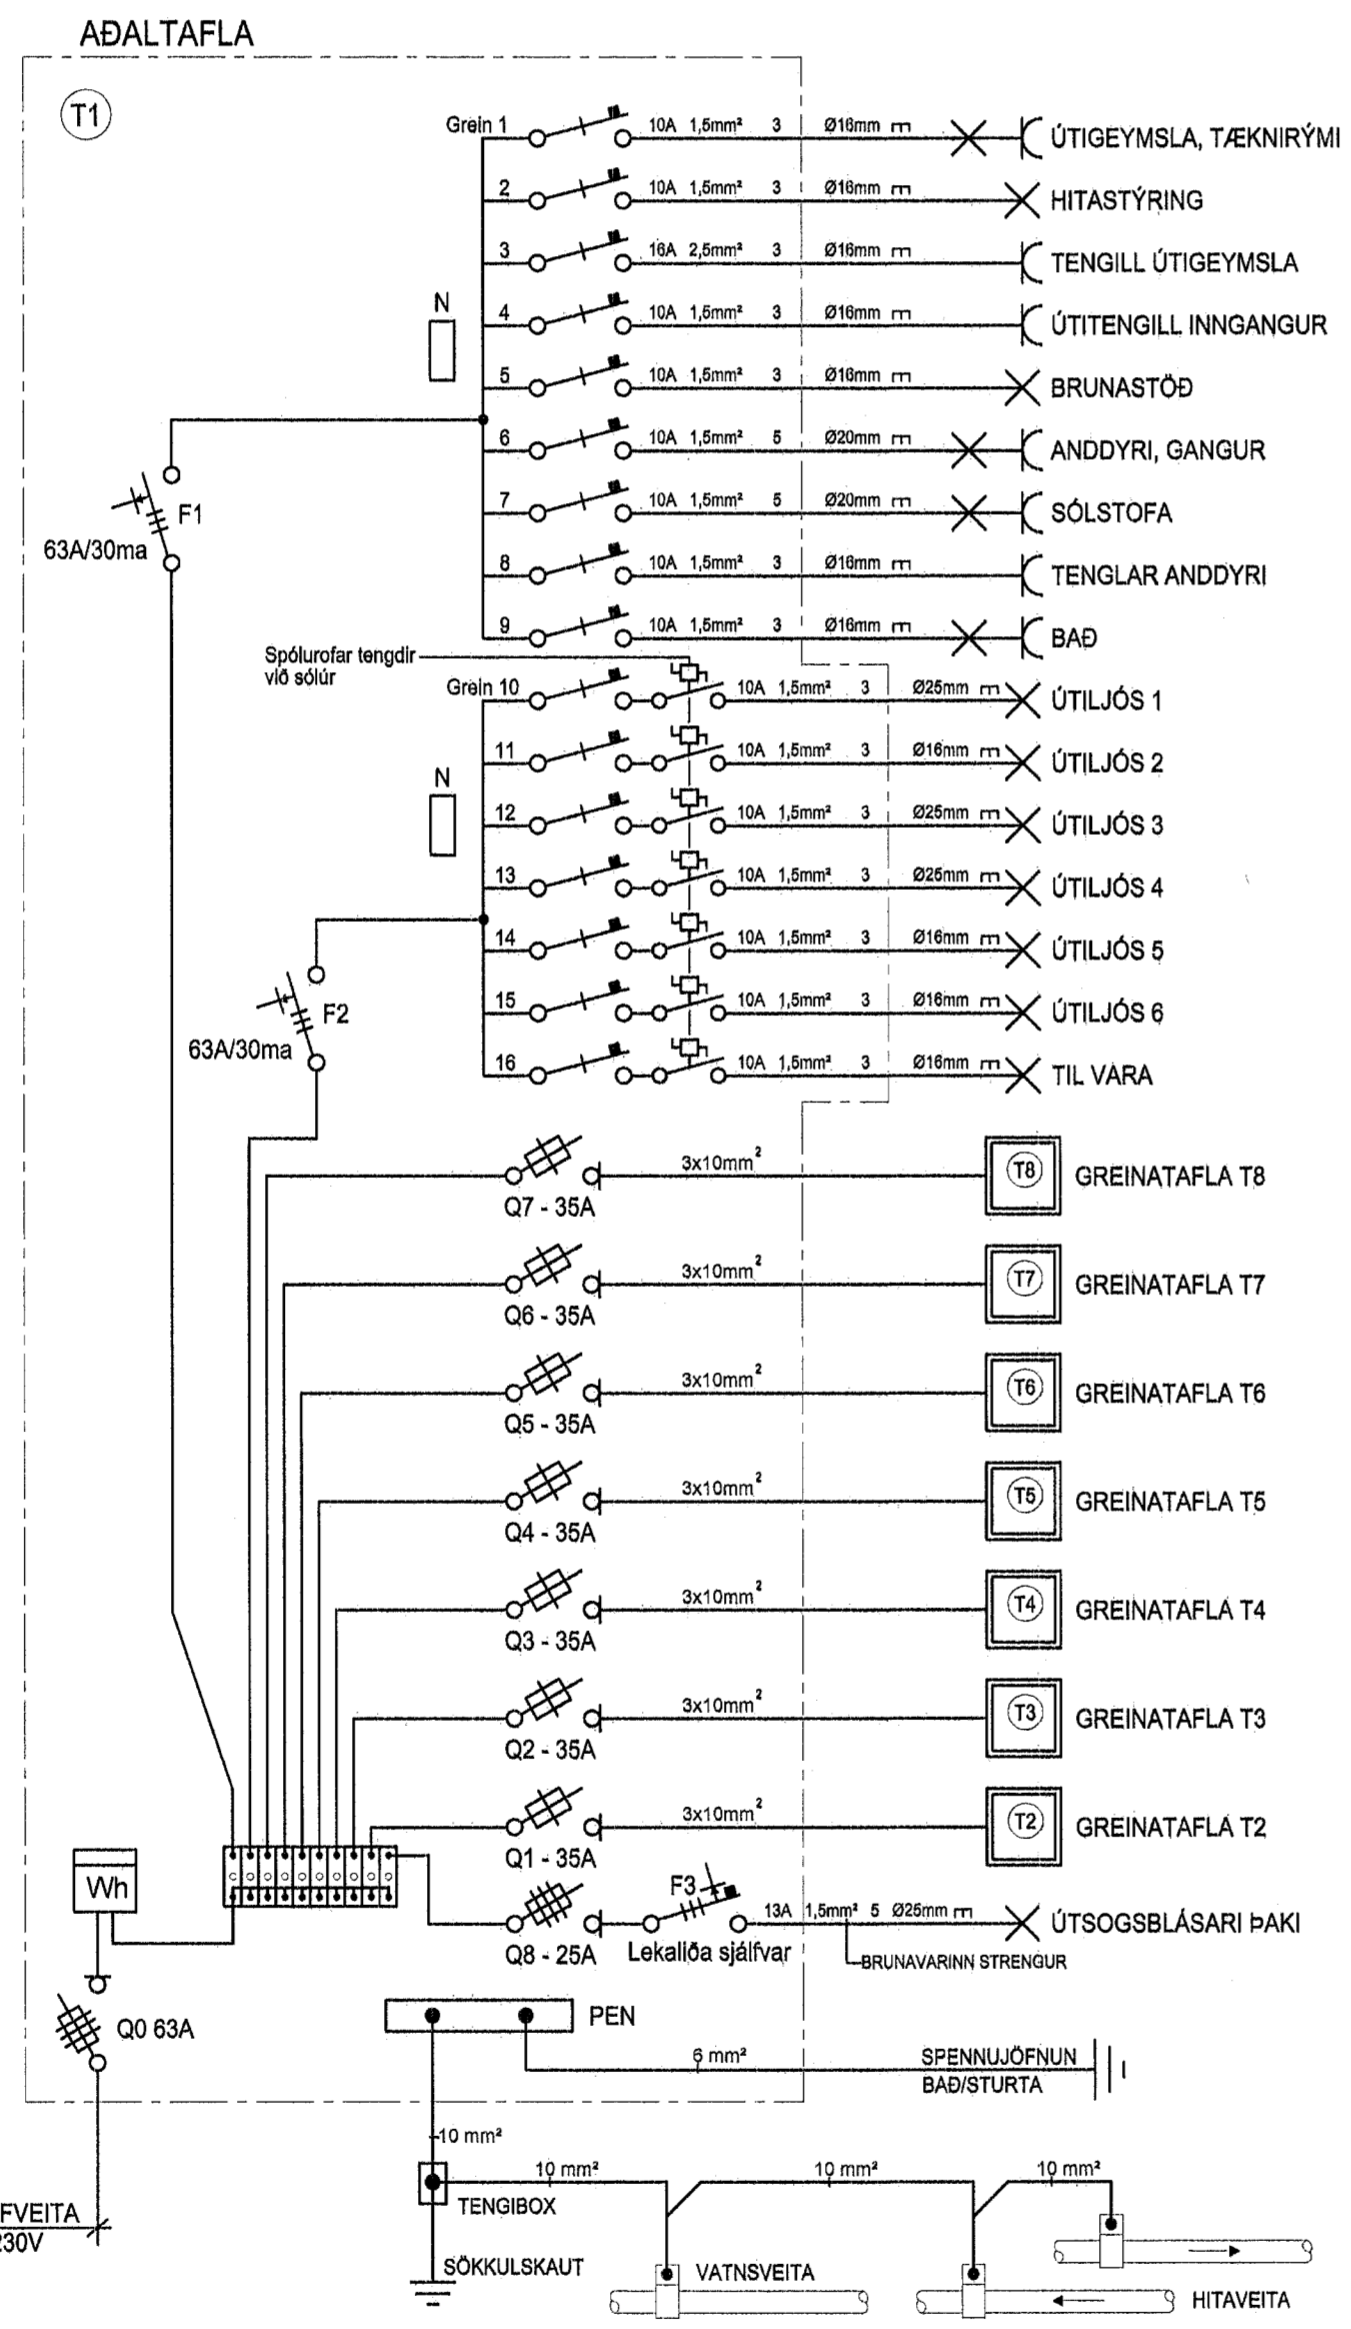 AÐALTAFLA
T1
Grein 1 10A 1,5mm² 3 Ø16mm ÚTIGEYMSLA, TÆKNIRÝMI
2 10A 1,5mm² 3 Ø16mm HITASTÝRING
3 16A 2,5mm² 3 Ø16mm TENGILL ÚTIGEYMSLA
N
4 10A 1,5mm² 3 Ø16mm ÚTITENGILL INNGANGUR
5 10A 1,5mm² 3 Ø16mm BRUNASTÖÐ
6 10A 1,5mm² 5 Ø20mm ANDDYRI, GANGUR
F1
63A/30ma
7 10A 1,5mm² 5 Ø20mm SÓLSTOFA
8 10A 1,5mm² 3 Ø16mm TENGLAR ANDDYRI
9 10A 1,5mm² 3 Ø16mm BAÐ
Spólurofar tengdir
við sólúr
Grein 10 10A 1,5mm² 3 Ø25mm ÚTILJÓS 1
11 10A 1,5mm² 3 Ø16mm ÚTILJÓS 2
N
12 10A 1,5mm² 3 Ø25mm ÚTILJÓS 3
13 10A 1,5mm² 3 Ø25mm ÚTILJÓS 4
14 10A 1,5mm² 3 Ø16mm ÚTILJÓS 5
F2
63A/30ma
15 10A 1,5mm² 3 Ø16mm ÚTILJÓS 6
16 10A 1,5mm² 3 Ø16mm TIL VARA
3x10mm² T8 GREINATAFLA T8
Q7 - 35A
3x10mm² T7 GREINATAFLA T7
Q6 - 35A
3x10mm² T6 GREINATAFLA T6
Q5 - 35A
3x10mm² T5 GREINATAFLA T5
Q4 - 35A
3x10mm² T4 GREINATAFLA T4
Q3 - 35A
3x10mm² T3 GREINATAFLA T3
Q2 - 35A
3x10mm² T2 GREINATAFLA T2
Q1 - 35A
Wh
F3
13A 1,5mm² 5 Ø25mm ÚTSOGSBLÁSARI ÞAKI
Q8 - 25A Lekaliða sjálfvar
BRUNAVARINN STRENGUR
PEN
Q0 63A
6 mm² SPENNUJÖFNUN
BAÐ/STURTA
10 mm²
10 mm² 10 mm² 10 mm²
TENGIBOX
FVEITA
230V
SÖKKULSKAUT
VATNSVEITA
HITAVEITA